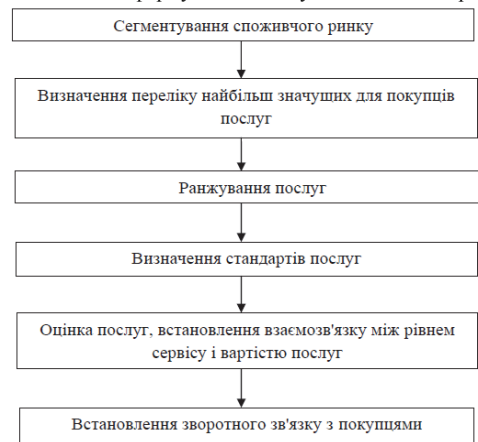 Сегментування споживчого ринку
Визначення переліку найбільш значущих для покупців
послуг
Ранжування послуг
Визначення стандартів послуг
Оцінка послуг, встановлення взаємозв'язку між рівнем
сервісу і вартістю послуг
Встановлення зворотного зв'язку з покупцями